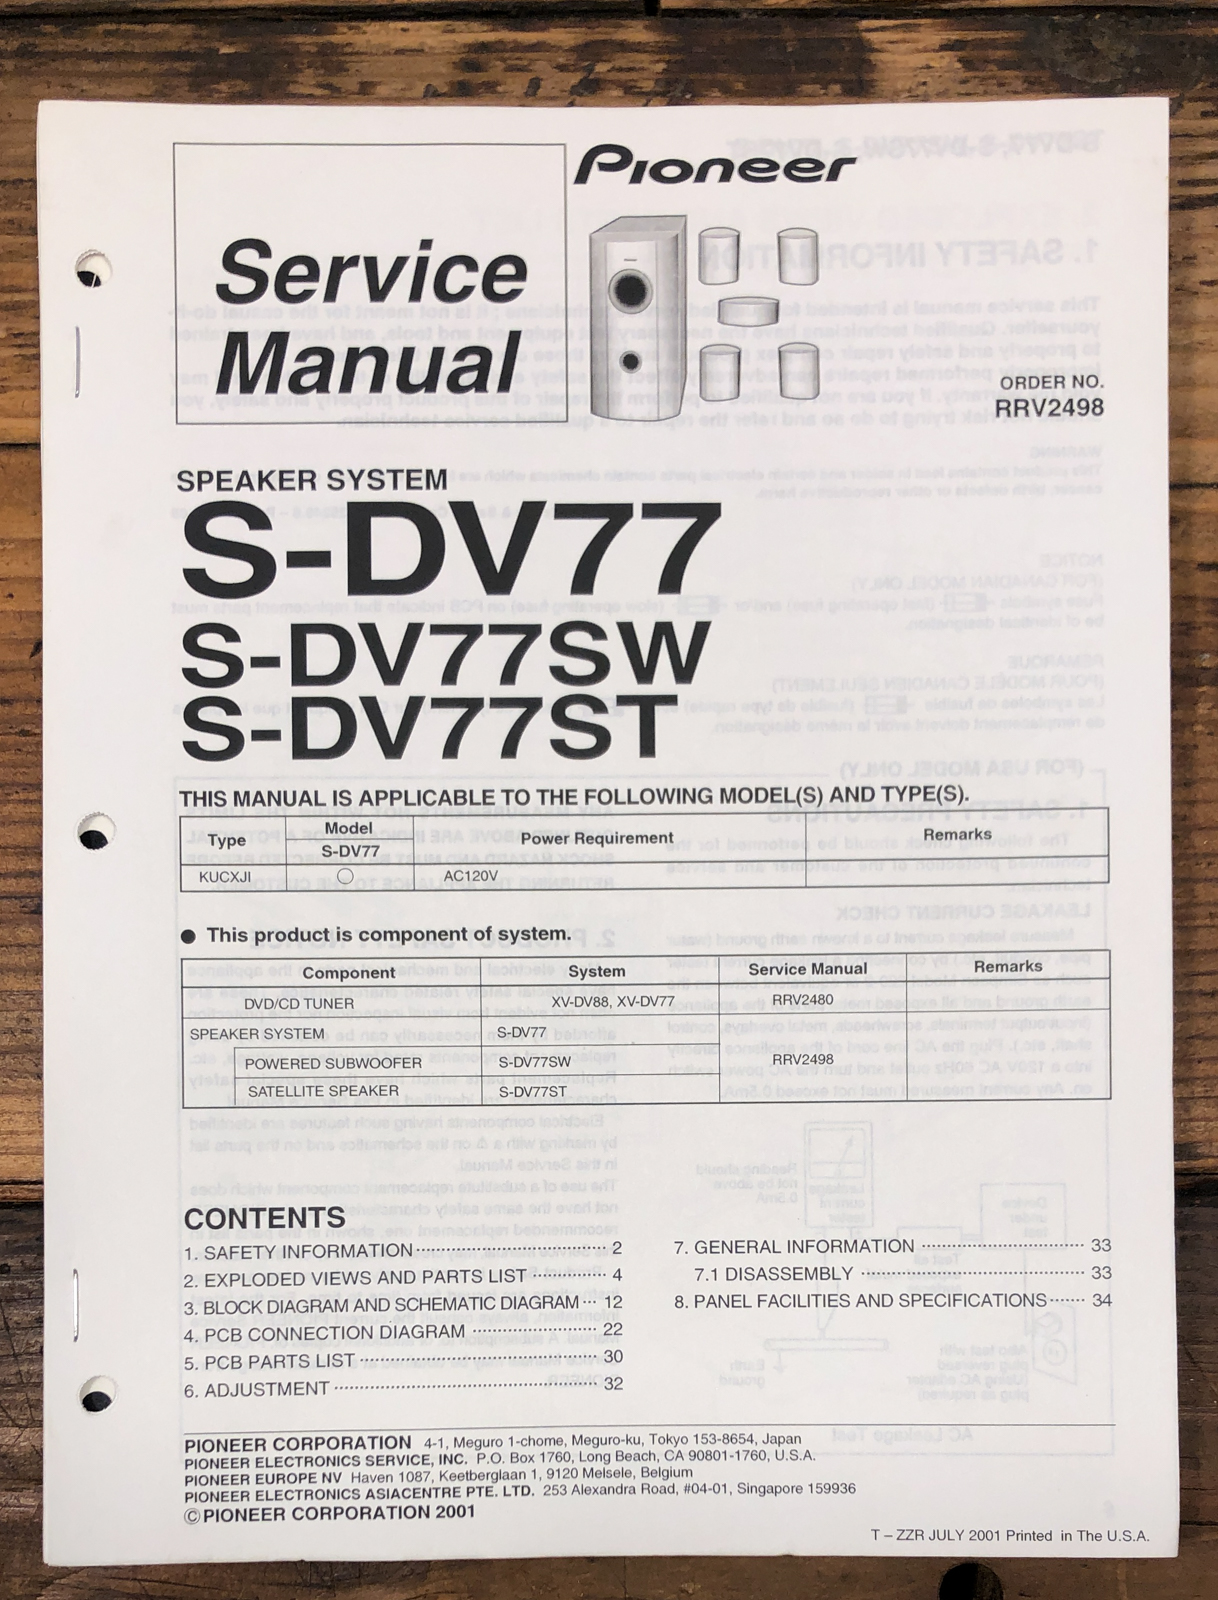 Pioneer
Service
Manual
ORDER NO.
RRV2498
SPEAKER SYSTEM
S-DV77
S-DV77SW
S-DV77ST
THIS MANUAL IS APPLICABLE TO THE FOLLOWING MODEL(S) AND TYPE(S).
Type Model Power Requirement Remarks
S-DV77
KUCXJI ○ AC120V
● This product is component of system.
Component System Service Manual Remarks
DVD/CD TUNER XV-DV88, XV-DV77 RRV2480
SPEAKER SYSTEM S-DV77
POWERED SUBWOOFER S-DV77SW RRV2498
SATELLITE SPEAKER S-DV77ST
CONTENTS
1. SAFETY INFORMATION ························ 2
2. EXPLODED VIEWS AND PARTS LIST ············ 4
3. BLOCK DIAGRAM AND SCHEMATIC DIAGRAM ··· 12
4. PCB CONNECTION DIAGRAM ···················· 22
5. PCB PARTS LIST ································ 30
6. ADJUSTMENT ···································· 32
7. GENERAL INFORMATION ······················· 33
7.1 DISASSEMBLY ································ 33
8. PANEL FACILITIES AND SPECIFICATIONS ······· 34
PIONEER CORPORATION 4-1, Meguro 1-chome, Meguro-ku, Tokyo 153-8654, Japan
PIONEER ELECTRONICS SERVICE, INC. P.O. Box 1760, Long Beach, CA 90801-1760, U.S.A.
PIONEER EUROPE NV Haven 1087, Keetberglaan 1, 9120 Melsele, Belgium
PIONEER ELECTRONICS ASIACENTRE PTE. LTD. 253 Alexandra Road, #04-01, Singapore 159936
© PIONEER CORPORATION 2001
T – ZZR JULY 2001 Printed in The U.S.A.